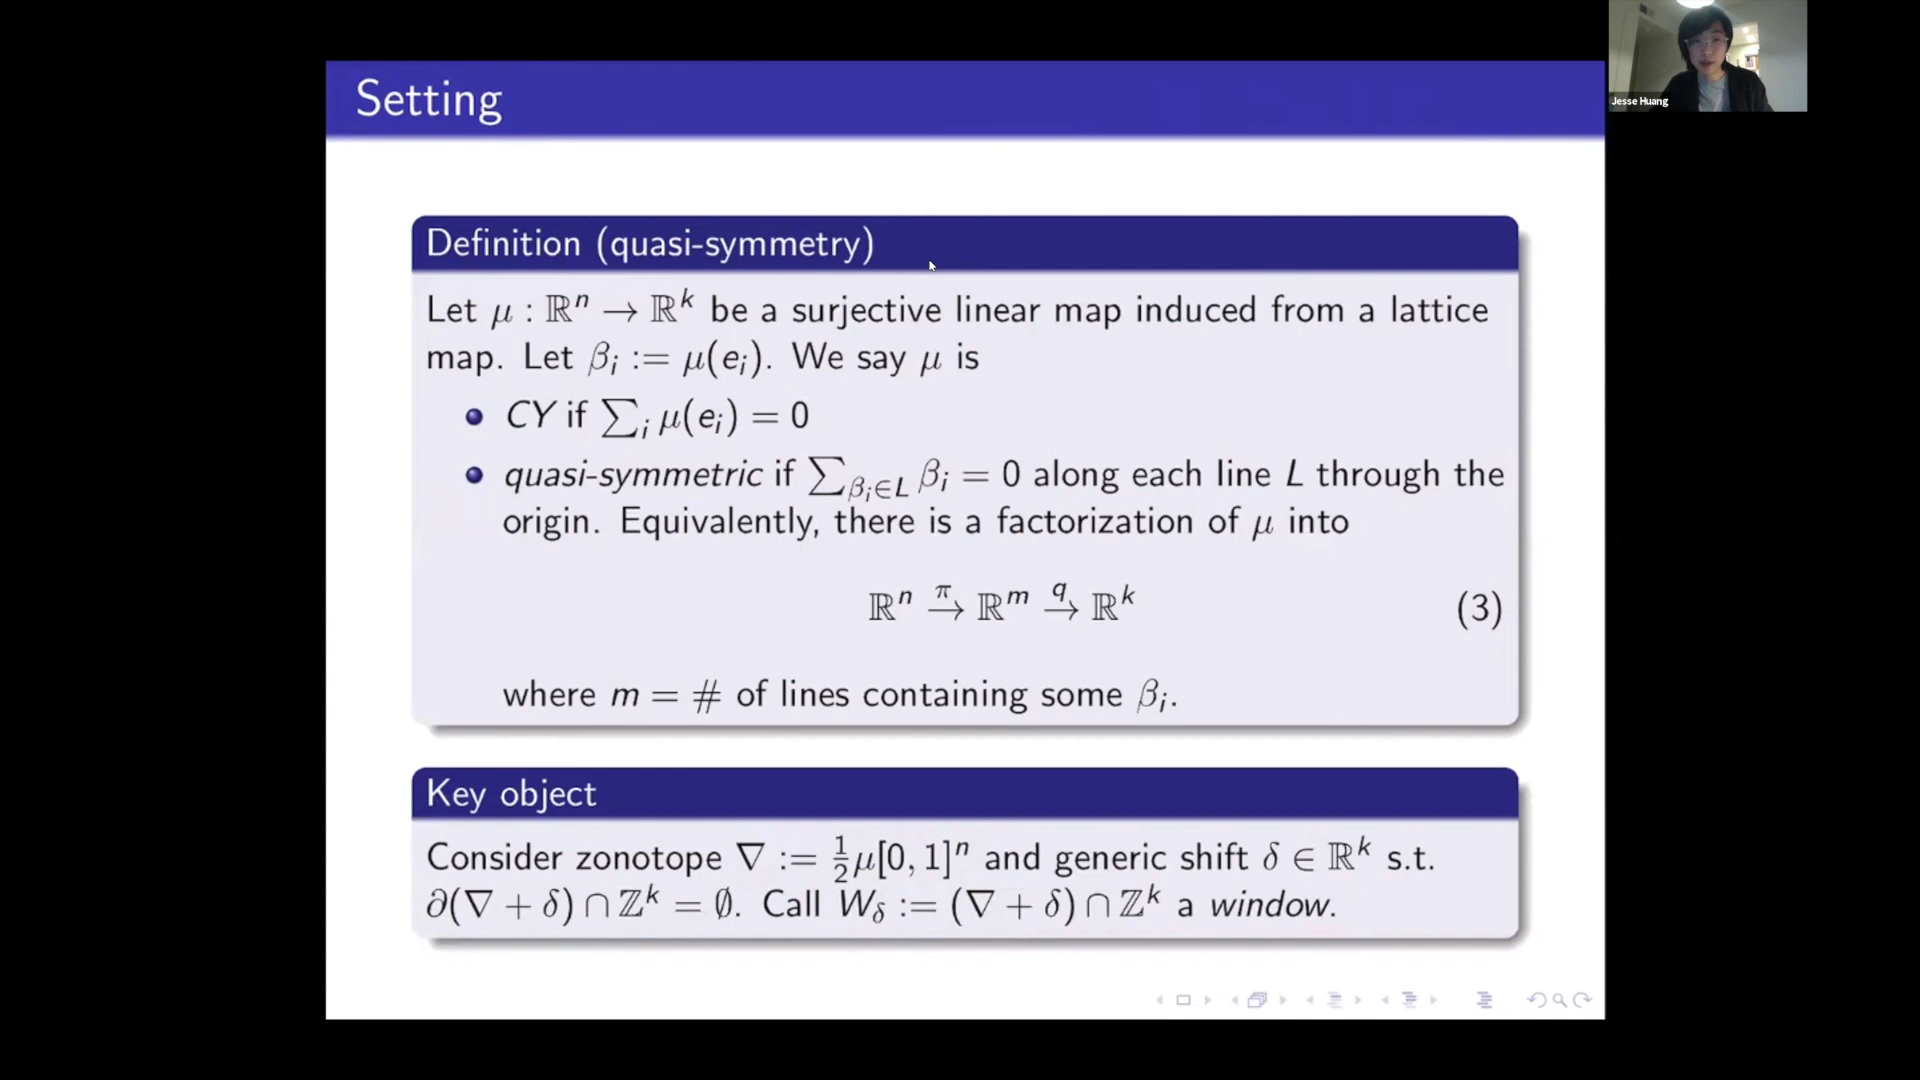 Setting
Definition (quasi-symmetry)
Let μ : ℝⁿ → ℝᵏ be a surjective linear map induced from a lattice
map. Let βᵢ := μ(eᵢ). We say μ is
CY if ∑ᵢ μ(eᵢ) = 0
quasi-symmetric if ∑_{βᵢ∈L} βᵢ = 0 along each line L through the
origin. Equivalently, there is a factorization of μ into
ℝⁿ →^π ℝᵐ →^q ℝᵏ (3)
where m = # of lines containing some βᵢ.
Key object
Consider zonotope ∇ := ½μ[0, 1]ⁿ and generic shift δ ∈ ℝᵏ s.t.
∂(∇ + δ) ∩ ℤᵏ = ∅. Call W_δ := (∇ + δ) ∩ ℤᵏ a window.
Jesse Huang